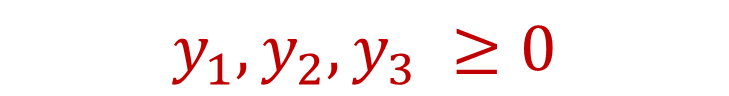 y₁, y₂, y₃ ≥ 0